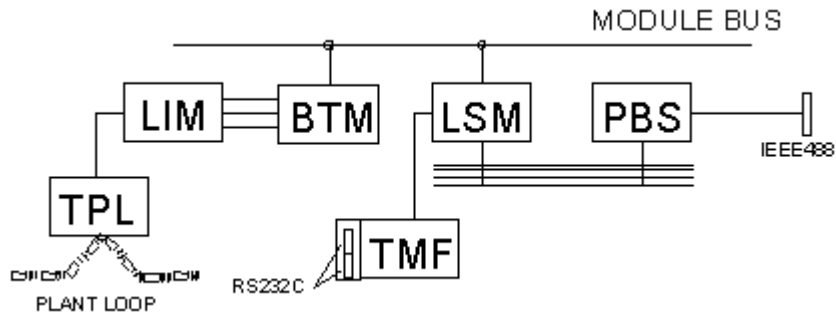 MODULE BUS
LIM
BTM
LSM
PBS
IEEE488
TPL
TMF
RS232C
PLANT LOOP